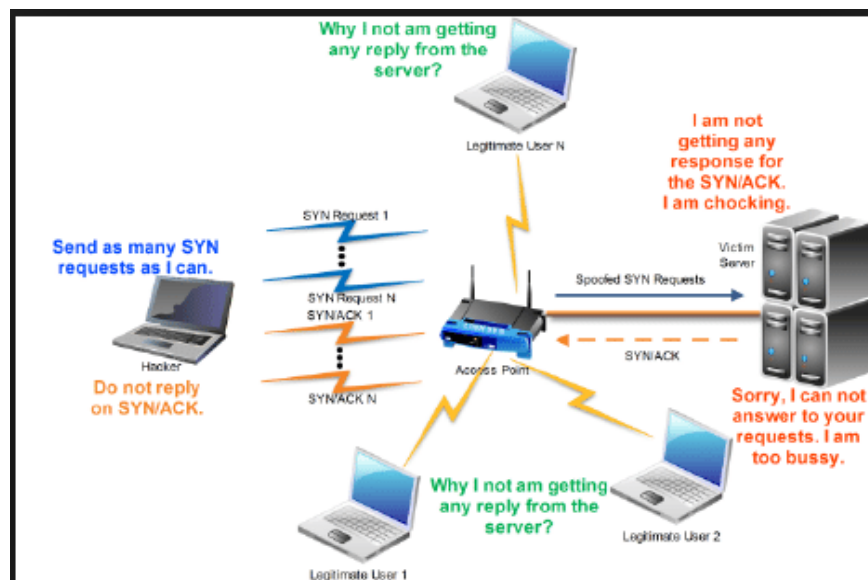 Why I not am getting
any reply from the
server?
Legitimate User N
I am not
getting any
response for
the SYN/ACK.
I am chocking.
SYN Request 1
Send as many SYN
requests as I can.
SYN Request N
SYN/ACK 1
Hacker
Do not reply
on SYN/ACK.
SYN/ACK N
Access Point
Spoofed SYN Requests
Victim
Server
SYN/ACK
Sorry, I can not
answer to your
requests. I am
too bussy.
Why I not am getting
any reply from the
server?
Legitimate User 1
Legitimate User 2